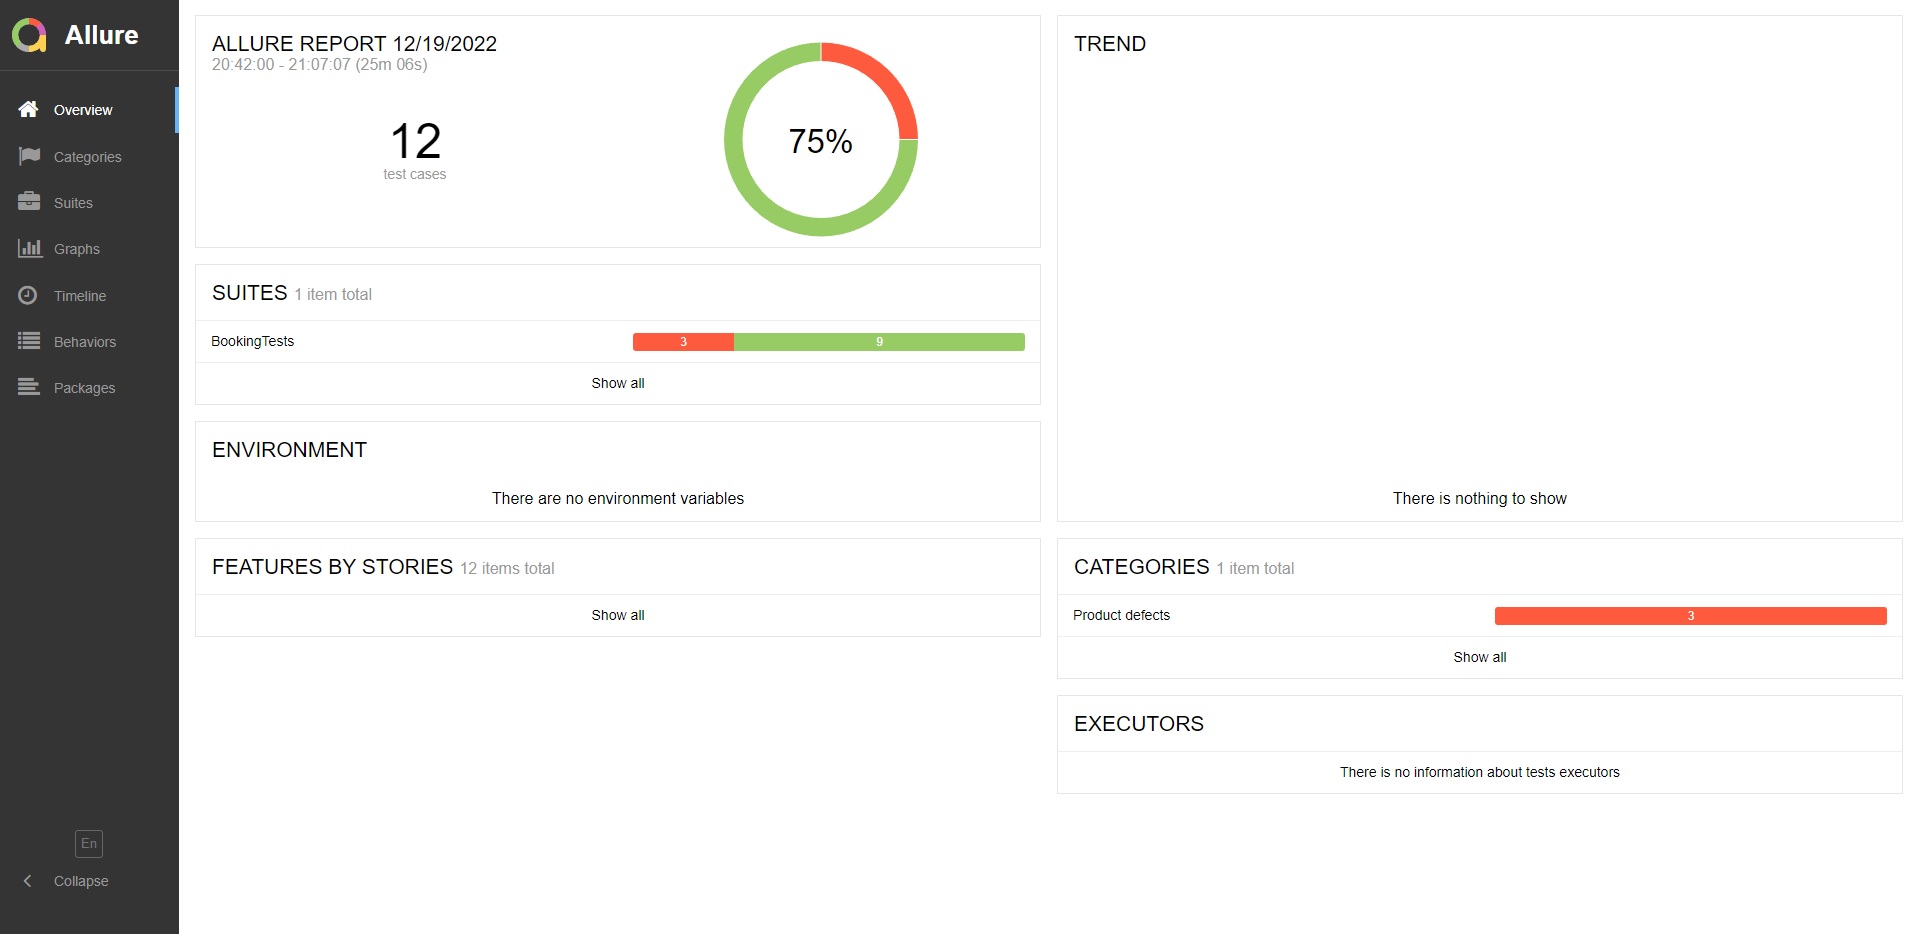 Allure
Overview
Categories
Suites
Graphs
Timeline
Behaviors
Packages
En
Collapse
ALLURE REPORT 12/19/2022
20:42:00 - 21:07:07 (25m 06s)
12
test cases
75%
SUITES 1 item total
BookingTests 3 9
Show all
ENVIRONMENT
There are no environment variables
FEATURES BY STORIES 12 items total
Show all
TREND
There is nothing to show
CATEGORIES 1 item total
Product defects 3
Show all
EXECUTORS
There is no information about tests executors